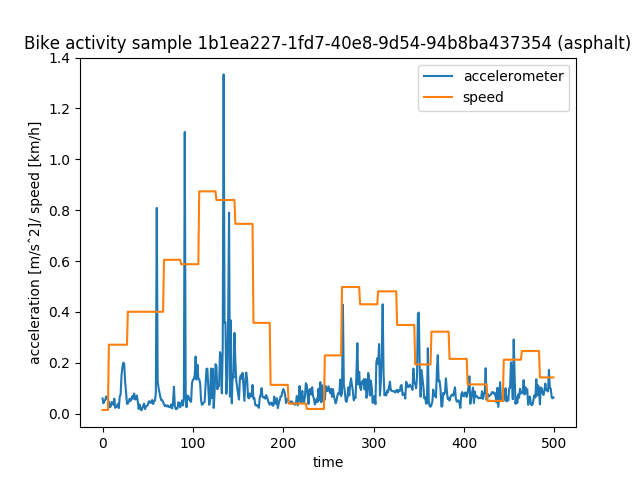 Bike activity sample 1b1ea227-1fd7-40e8-9d54-94b8ba437354 (asphalt)
accelerometer
speed
acceleration [m/s^2]/ speed [km/h]
1.4
1.2
1.0
0.8
0.6
0.4
0.2
0.0
0 100 200 300 400 500
time